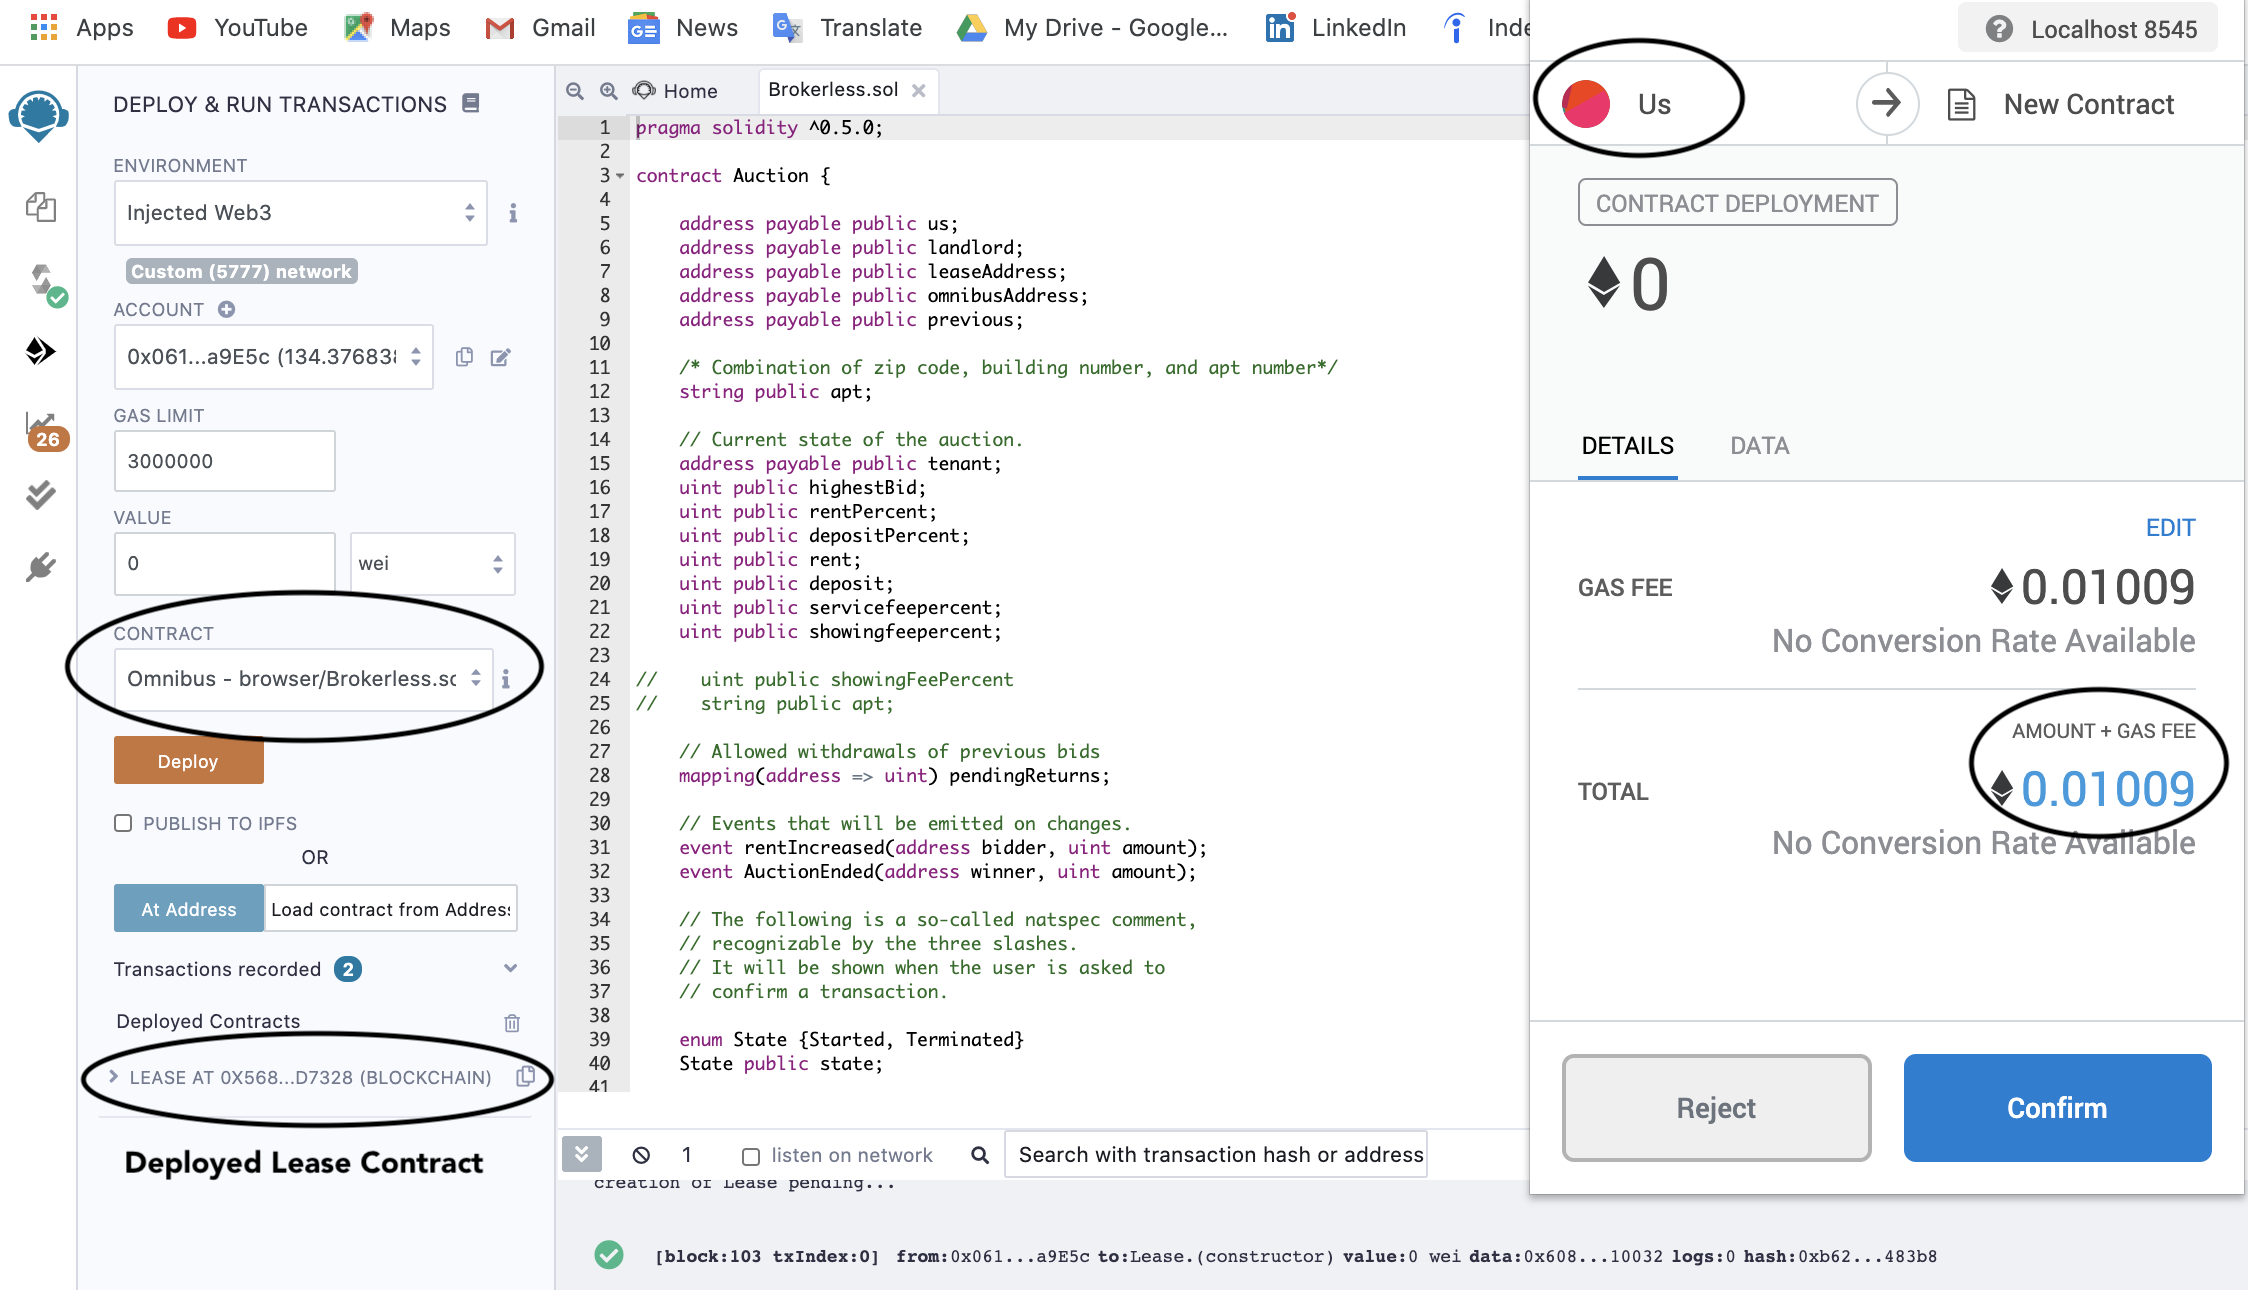 Apps YouTube Maps Gmail News Translate My Drive - Google... LinkedIn Inde
DEPLOY & RUN TRANSACTIONS
ENVIRONMENT
Injected Web3
Custom (5777) network
ACCOUNT
0x061...a9E5c (134.37683
GAS LIMIT
3000000
26
VALUE
0 wei
CONTRACT
Omnibus - browser/Brokerless.sc
Deploy
PUBLISH TO IPFS
OR
At Address Load contract from Address
Transactions recorded 2
Deployed Contracts
LEASE AT 0X568...D7328 (BLOCKCHAIN)
Deployed Lease Contract
Home Brokerless.sol
1 pragma solidity ^0.5.0;
2
3 contract Auction {
4
5 address payable public us;
6 address payable public landlord;
7 address payable public leaseAddress;
8 address payable public omnibusAddress;
9 address payable public previous;
10
11 /* Combination of zip code, building number, and apt number*/
12 string public apt;
13
14 // Current state of the auction.
15 address payable public tenant;
16 uint public highestBid;
17 uint public rentPercent;
18 uint public depositPercent;
19 uint public rent;
20 uint public deposit;
21 uint public servicefeepercent;
22 uint public showingfeepercent;
23
24 // uint public showingFeePercent
25 // string public apt;
26
27 // Allowed withdrawals of previous bids
28 mapping(address => uint) pendingReturns;
29
30 // Events that will be emitted on changes.
31 event rentIncreased(address bidder, uint amount);
32 event AuctionEnded(address winner, uint amount);
33
34 // The following is a so-called natspec comment,
35 // recognizable by the three slashes.
36 // It will be shown when the user is asked to
37 // confirm a transaction.
38
39 enum State {Started, Terminated}
40 State public state;
41
1 listen on network Search with transaction hash or address
creation of Lease pending...
[block:103 txIndex:0] from:0x061...a9E5c to:Lease.(constructor) value:0 wei data:0x608...10032 logs:0 hash:0xb62...483b8
Localhost 8545
Us New Contract
CONTRACT DEPLOYMENT
0
DETAILS DATA
EDIT
GAS FEE 0.01009
No Conversion Rate Available
AMOUNT + GAS FEE
TOTAL 0.01009
No Conversion Rate Available
Reject Confirm